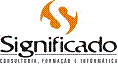 Significado
CONSULTORIA, FORMAÇÃO E INFORMÁTICA